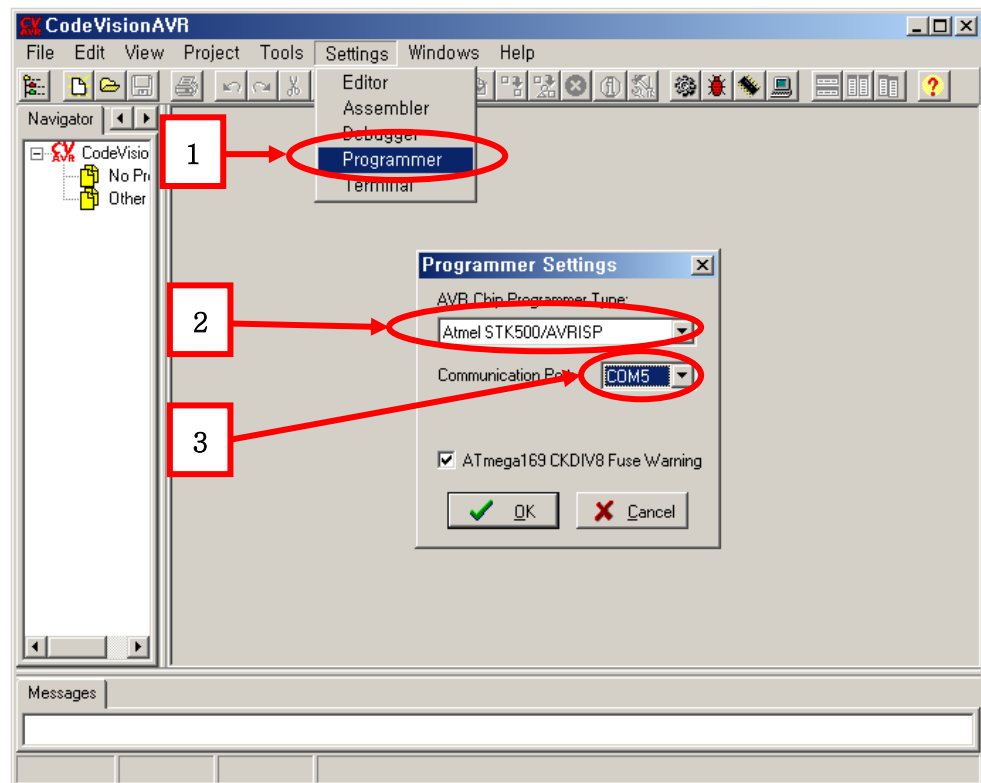 CodeVisionAVR
File Edit View Project Tools Settings Windows Help
Navigator
CodeVisio
No Pr
Other
Editor
Assembler
Debugger
Programmer
Terminal
1
2
3
Programmer Settings
AVR Chip Programmer Type:
Atmel STK500/AVRISP
Communication Port
COM5
ATmega169 CKDIV8 Fuse Warning
OK
Cancel
Messages